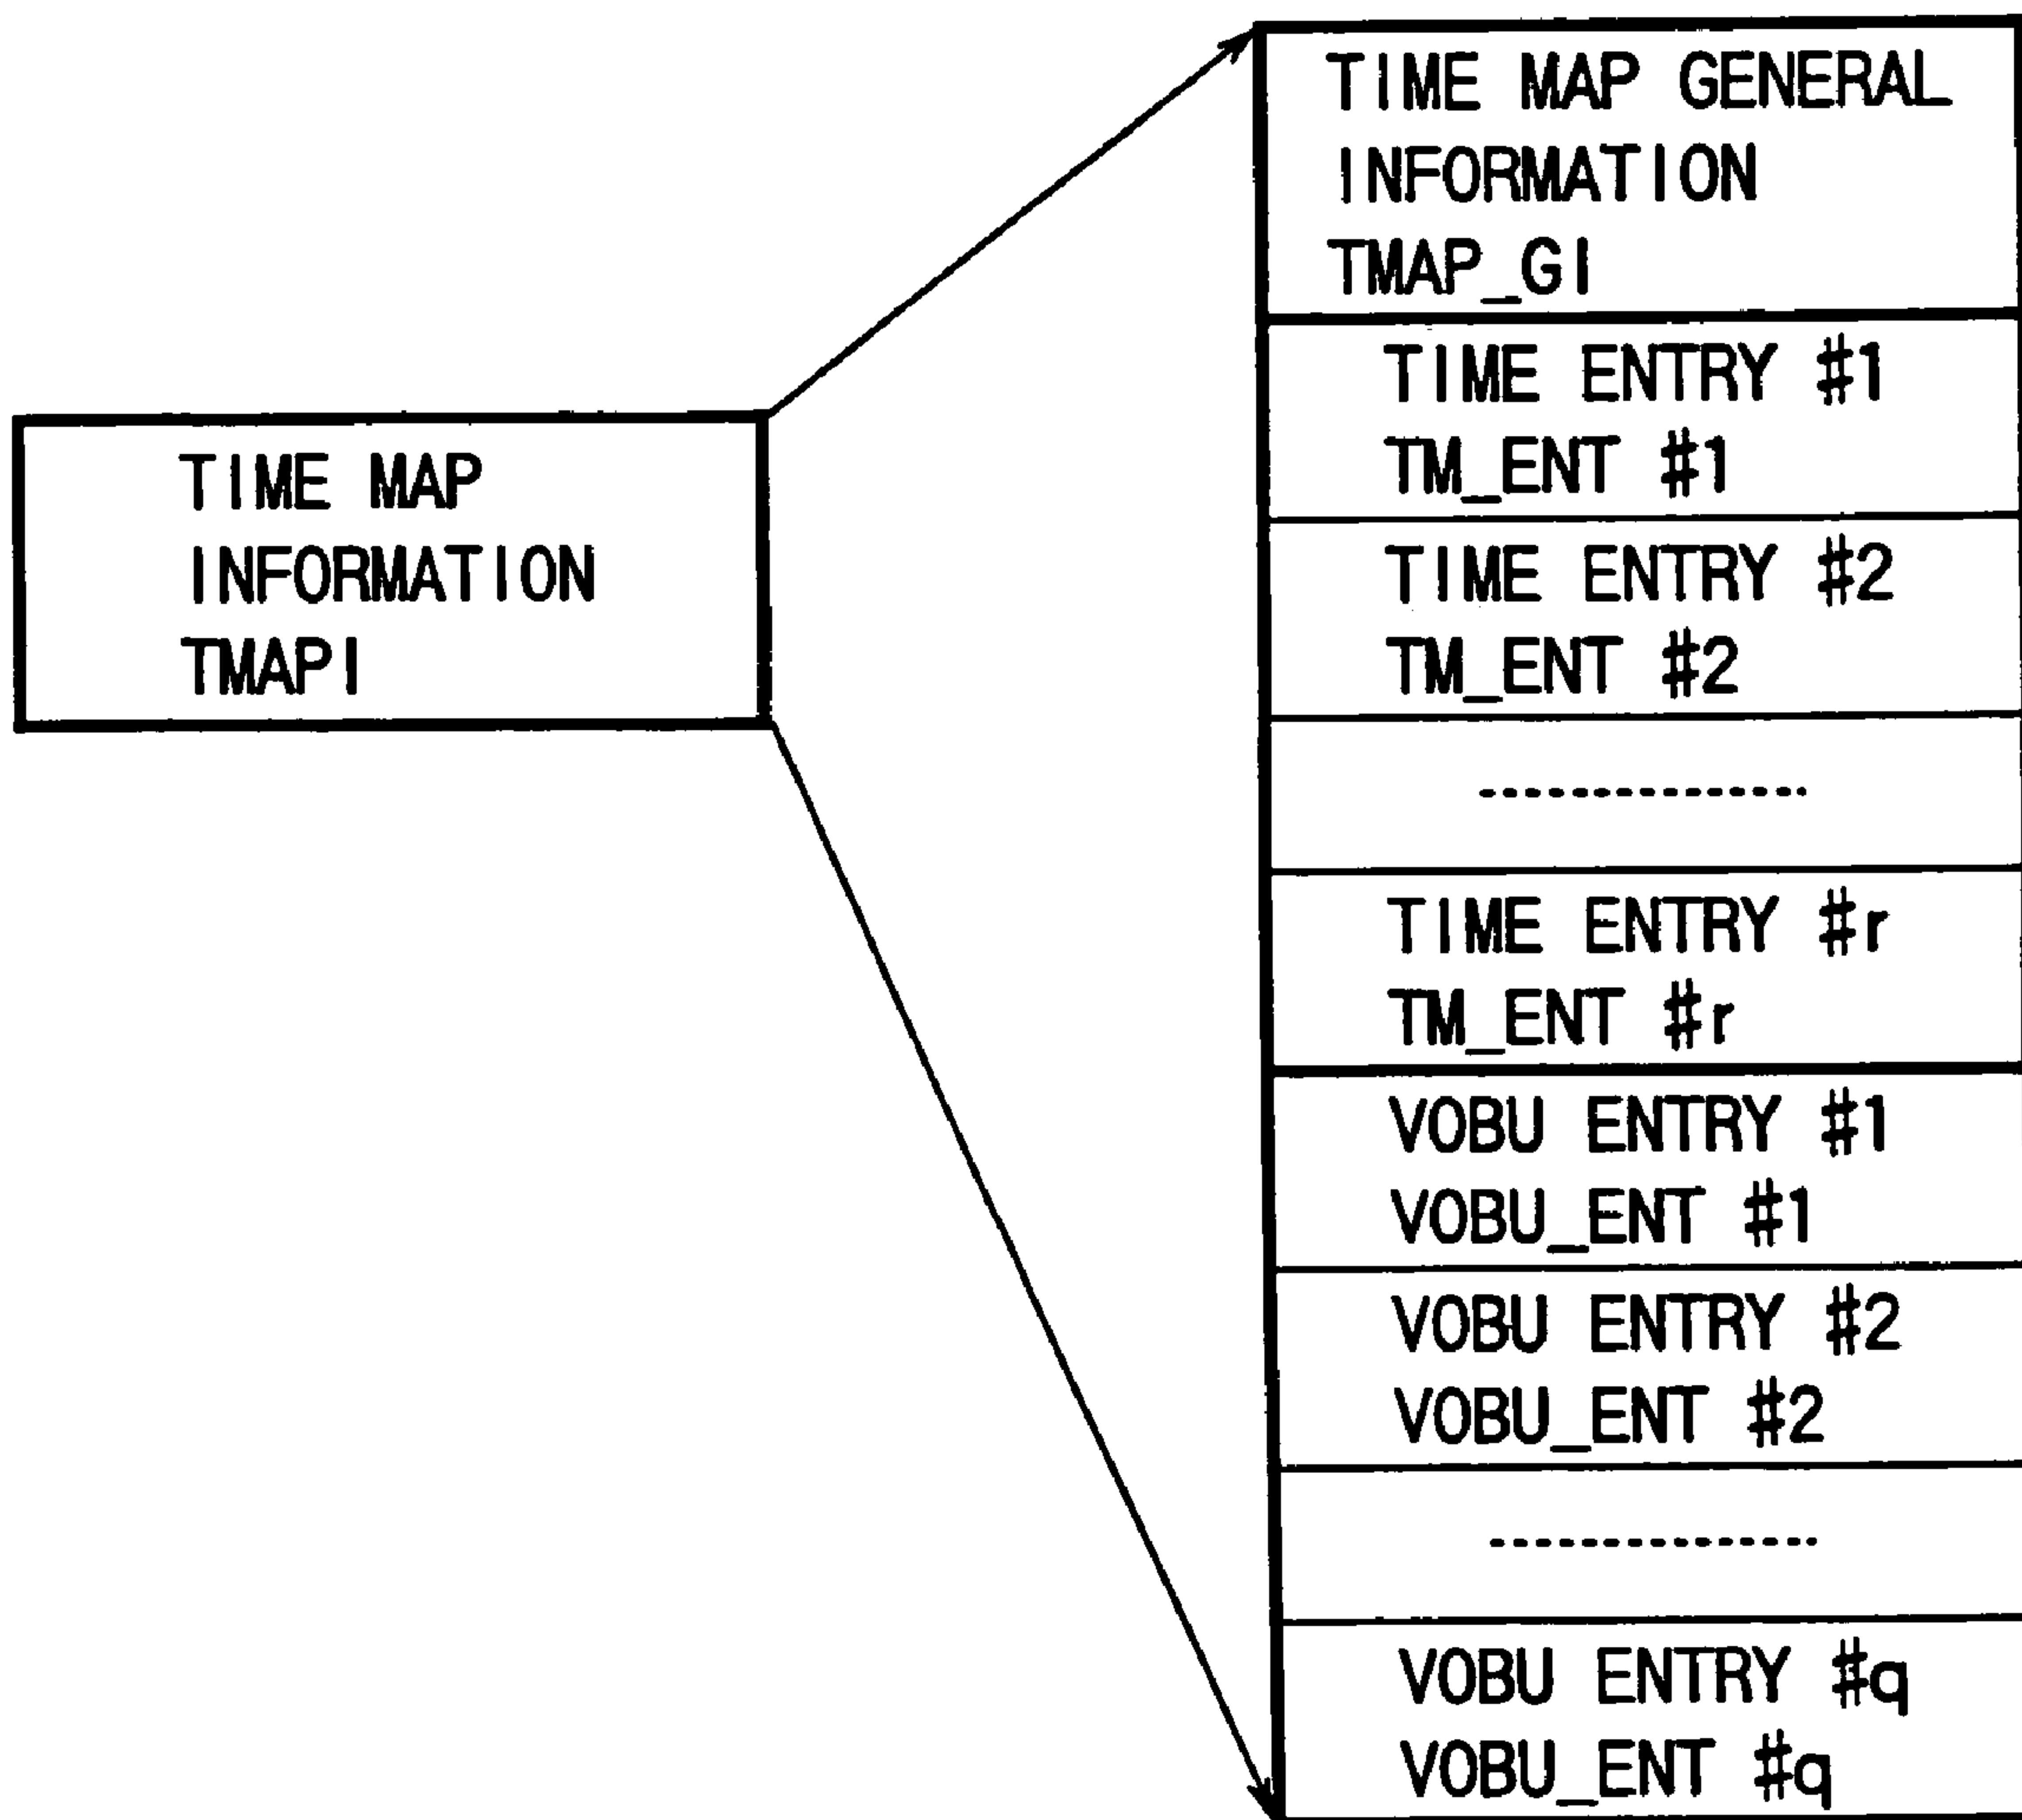 TIME MAP
INFORMATION
TMAPI
TIME MAP GENERAL
INFORMATION
TMAP_GI
TIME ENTRY #1
TM_ENT #1
TIME ENTRY #2
TM_ENT #2
TIME ENTRY #r
TM_ENT #r
VOBU ENTRY #1
VOBU_ENT #1
VOBU ENTRY #2
VOBU_ENT #2
VOBU ENTRY #q
VOBU_ENT #q